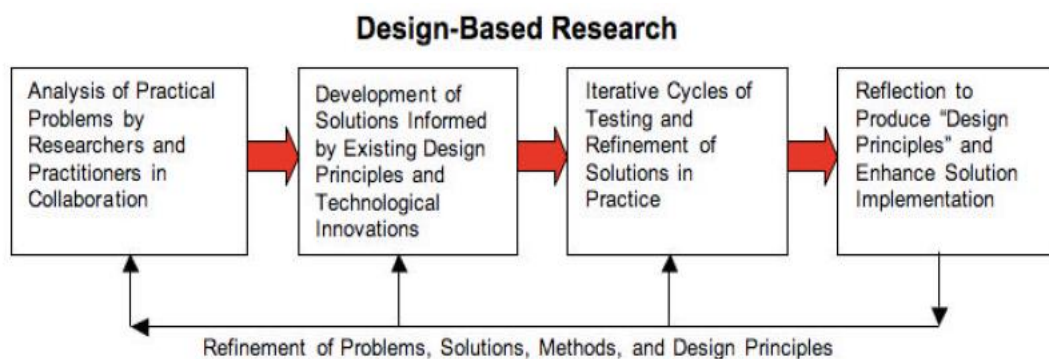 Design-Based Research
Analysis of Practical
Problems by
Researchers and
Practitioners in
Collaboration
Development of
Solutions Informed
by Existing Design
Principles and
Technological
Innovations
Iterative Cycles of
Testing and
Refinement of
Solutions in
Practice
Reflection to
Produce “Design
Principles” and
Enhance Solution
Implementation
Refinement of Problems, Solutions, Methods, and Design Principles